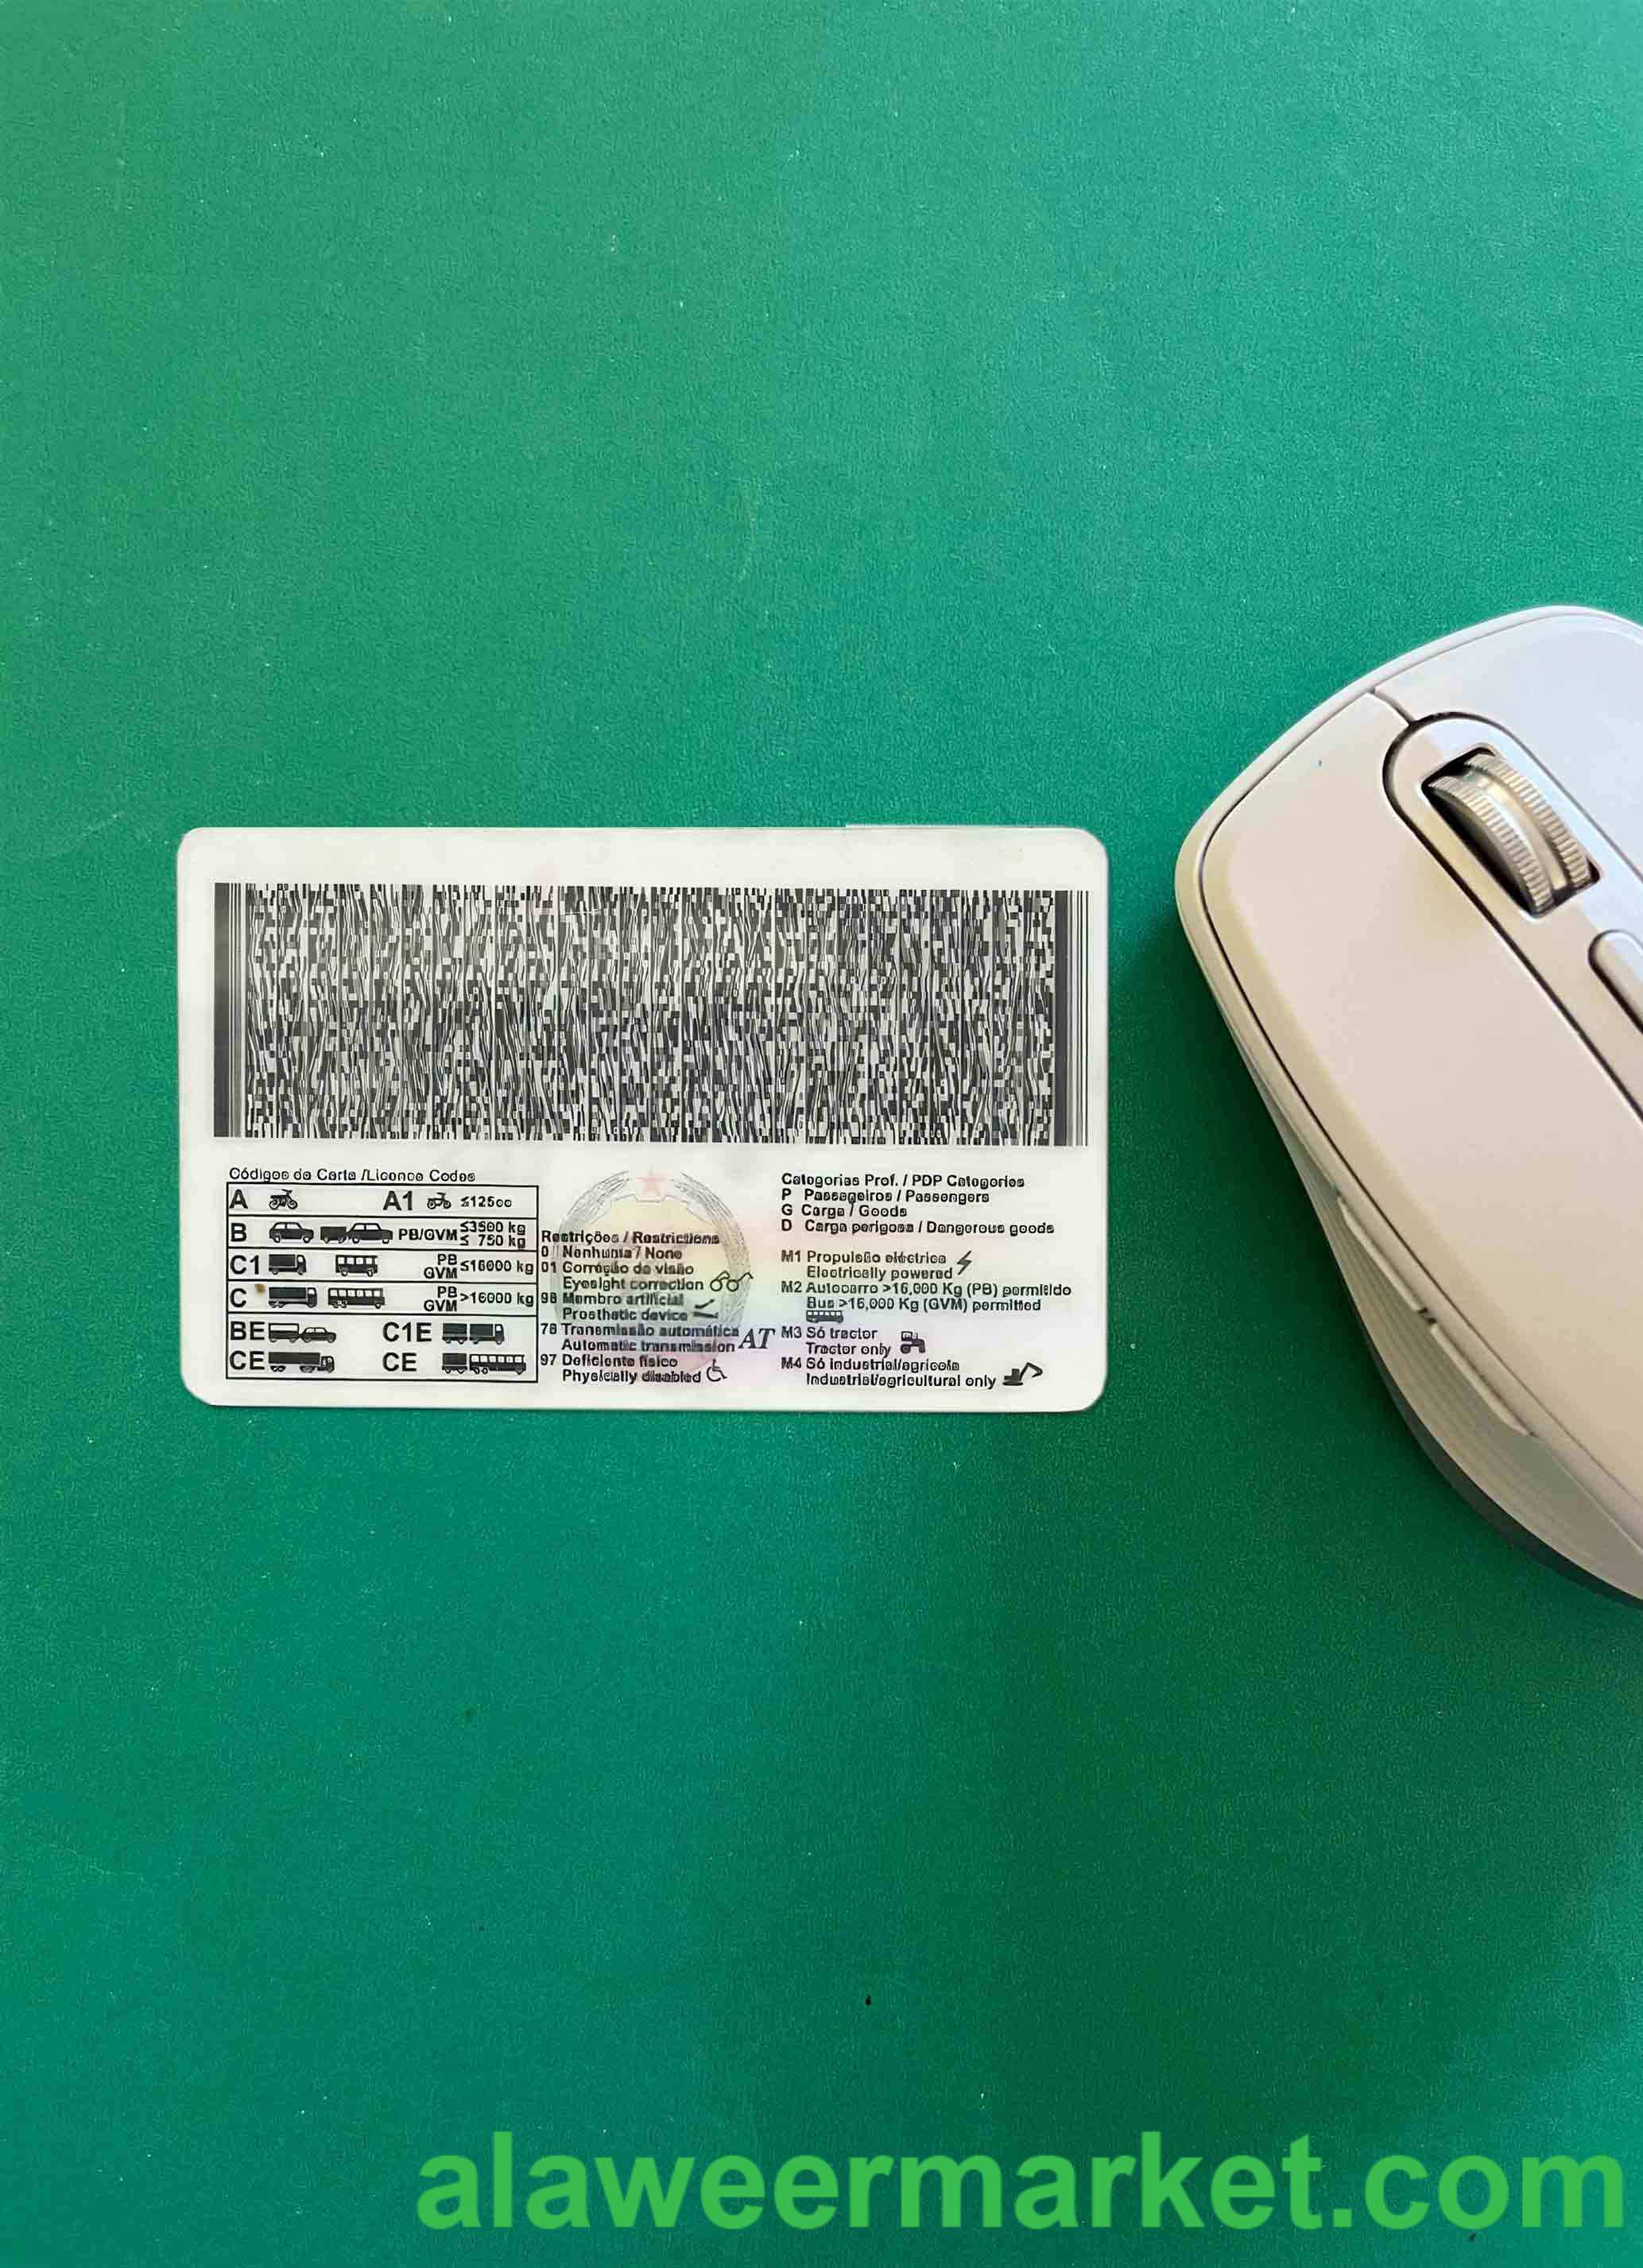 Códigos da Carta /Licence Codes
A A1 ≤125cc
B PB/GVM ≤3500 kg ≤ 750 kg
C1 PB GVM ≤16000 kg
C PB GVM >16000 kg
BE C1E
CE CE
Restrições / Restrictions
0 Nenhuma / None
01 Correção da visão
Eyesight correction
98 Membro artificial
Prosthetic device
78 Transmissão automática AT
Automatic transmission
97 Deficiente físico
Physically disabled
Categorias Prof. / PDP Categories
P Passageiros / Passengers
G Carga / Goods
D Carga perigosa / Dangerous goods
M1 Propulsão eléctrica
Electrically powered
M2 Autocarro >16,000 Kg (PB) permitido
Bus >16,000 Kg (GVM) permitted
M3 Só tractor
Tractor only
M4 Só industrial/agrícola
Industrial/agricultural only
alaweermarket.com